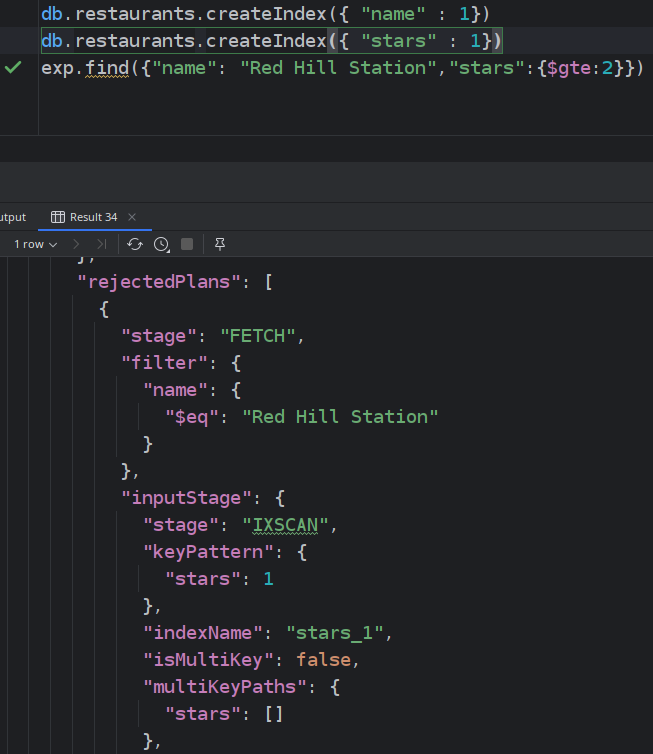 db.restaurants.createIndex({ "name" : 1})
db.restaurants.createIndex({ "stars" : 1})
exp.find({"name": "Red Hill Station","stars":{$gte:2}})
utput Result 34
1 row
},
"rejectedPlans": [
{
"stage": "FETCH",
"filter": {
"name": {
"$eq": "Red Hill Station"
}
},
"inputStage": {
"stage": "IXSCAN",
"keyPattern": {
"stars": 1
},
"indexName": "stars_1",
"isMultiKey": false,
"multiKeyPaths": {
"stars": []
},